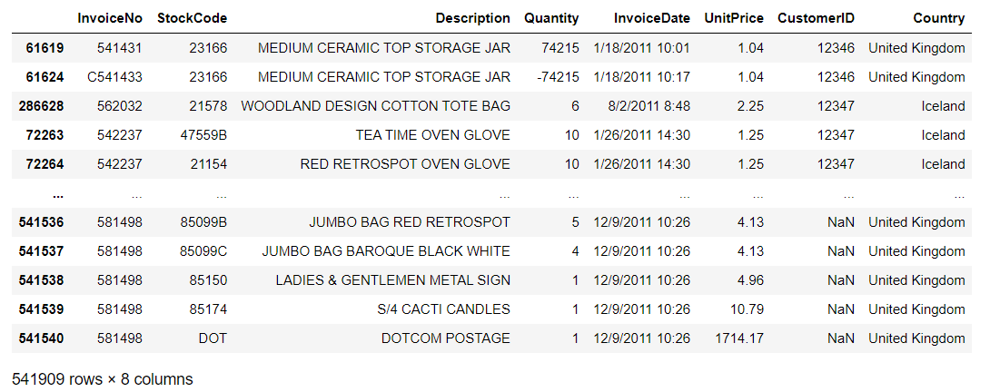 InvoiceNo StockCode Description Quantity InvoiceDate UnitPrice CustomerID Country
61619 541431 23166 MEDIUM CERAMIC TOP STORAGE JAR 74215 1/18/2011 10:01 1.04 12346 United Kingdom
61624 C541433 23166 MEDIUM CERAMIC TOP STORAGE JAR -74215 1/18/2011 10:17 1.04 12346 United Kingdom
286628 562032 21578 WOODLAND DESIGN COTTON TOTE BAG 6 8/2/2011 8:48 2.25 12347 Iceland
72263 542237 47559B TEA TIME OVEN GLOVE 10 1/26/2011 14:30 1.25 12347 Iceland
72264 542237 21154 RED RETROSPOT OVEN GLOVE 10 1/26/2011 14:30 1.25 12347 Iceland
... ... ... ... ... ... ... ... ...
541536 581498 85099B JUMBO BAG RED RETROSPOT 5 12/9/2011 10:26 4.13 NaN United Kingdom
541537 581498 85099C JUMBO BAG BAROQUE BLACK WHITE 4 12/9/2011 10:26 4.13 NaN United Kingdom
541538 581498 85150 LADIES & GENTLEMEN METAL SIGN 1 12/9/2011 10:26 4.96 NaN United Kingdom
541539 581498 85174 S/4 CACTI CANDLES 1 12/9/2011 10:26 10.79 NaN United Kingdom
541540 581498 DOT DOTCOM POSTAGE 1 12/9/2011 10:26 1714.17 NaN United Kingdom
541909 rows × 8 columns